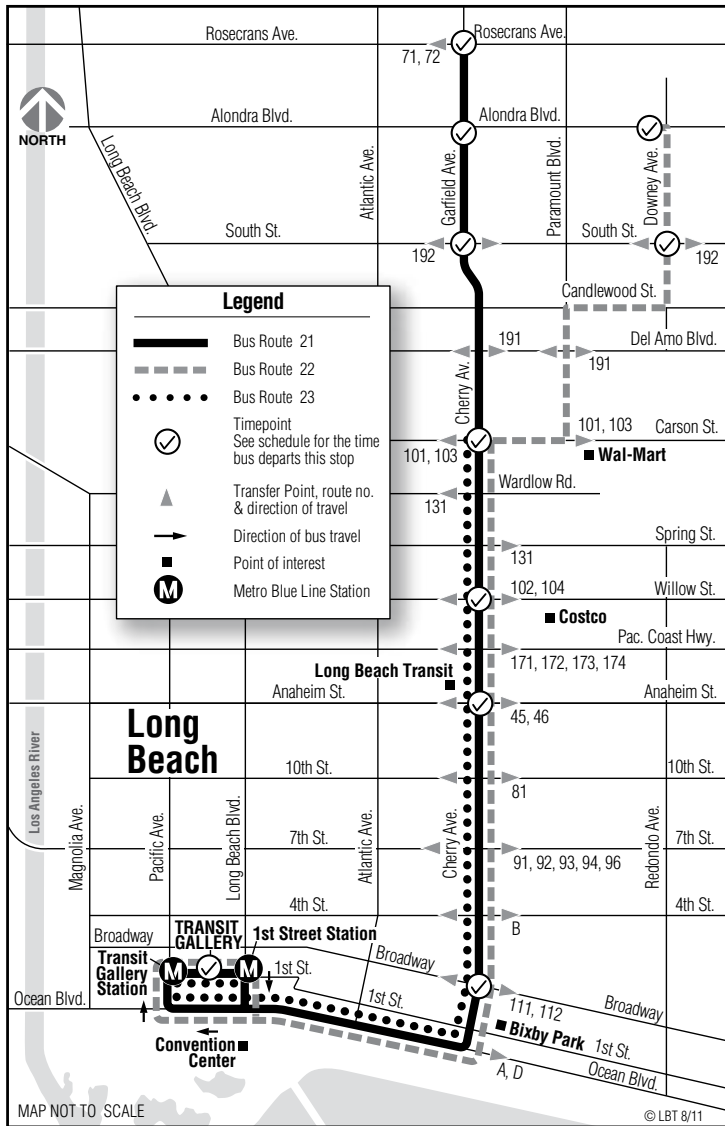 Rosecrans Ave.
Rosecrans Ave.
71, 72
Alondra Blvd.
Alondra Blvd.
NORTH
Long Beach Blvd.
Atlantic Ave.
Garfield Ave.
Paramount Blvd.
Downey Ave.
South St.
South St.
192
192
Candlewood St.
Legend
Bus Route 21
Bus Route 22
Bus Route 23
Timepoint
See schedule for the time
bus departs this stop
Transfer Point, route no.
& direction of travel
Direction of bus travel
Point of interest
M
Metro Blue Line Station
191
Del Amo Blvd.
191
Cherry Av.
101, 103
Carson St.
101, 103
Wal-Mart
Wardlow Rd.
131
Spring St.
131
102, 104
Willow St.
Costco
Pac. Coast Hwy.
171, 172, 173, 174
Long Beach Transit
Anaheim St.
Anaheim St.
45, 46
Long
Beach
10th St.
10th St.
81
Los Angeles River
Magnolia Ave.
Pacific Ave.
Long Beach Blvd.
Atlantic Ave.
Cherry Ave.
Redondo Ave.
7th St.
7th St.
91, 92, 93, 94, 96
4th St.
4th St.
B
TRANSIT
GALLERY
1st Street Station
Broadway
Broadway
Transit
Gallery
Station
M
M
1st St.
Ocean Blvd.
1st St.
111, 112
Broadway
Bixby Park
1st St.
Convention
Center
Ocean Blvd.
A, D
MAP NOT TO SCALE
© LBT 8/11